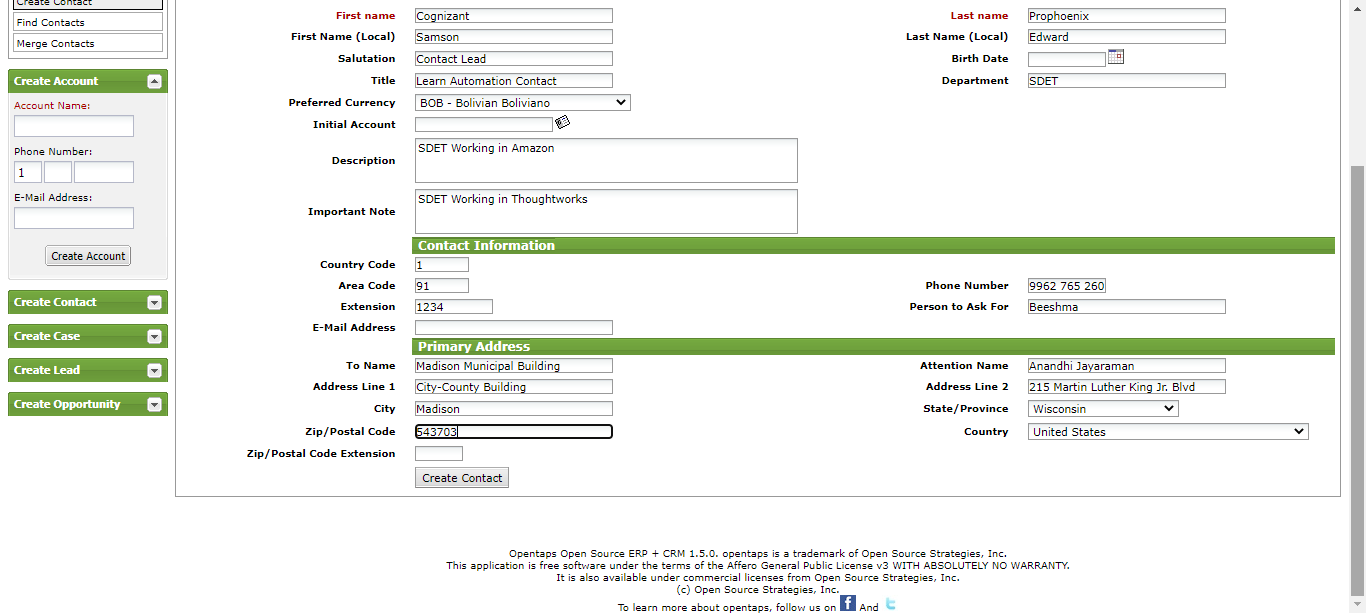 Create Contact
Find Contacts
Merge Contacts
Create Account
Account Name:
Phone Number:
1
E-Mail Address:
Create Account
Create Contact
Create Case
Create Lead
Create Opportunity
First name Cognizant Last name Prophoenix
First Name (Local) Samson Last Name (Local) Edward
Salutation Contact Lead Birth Date
Title Learn Automation Contact Department SDET
Preferred Currency BOB - Bolivian Boliviano
Initial Account
Description SDET Working in Amazon
Important Note SDET Working in Thoughtworks
Contact Information
Country Code 1
Area Code 91 Phone Number 9962 765 260
Extension 1234 Person to Ask For Beeshma
E-Mail Address
Primary Address
To Name Madison Municipal Building Attention Name Anandhi Jayaraman
Address Line 1 City-County Building Address Line 2 215 Martin Luther King Jr. Blvd
City Madison State/Province Wisconsin
Zip/Postal Code 543703 Country United States
Zip/Postal Code Extension
Create Contact
Opentaps Open Source ERP + CRM 1.5.0. opentaps is a trademark of Open Source Strategies, Inc.
This application is free software under the terms of the Affero General Public License v3 WITH ABSOLUTELY NO WARRANTY.
It is also available under commercial licenses from Open Source Strategies, Inc.
(c) Open Source Strategies, Inc.
To learn more about opentaps, follow us on f And t